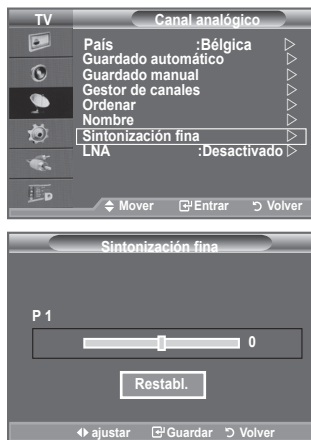 TV Canal analógico
País :Bélgica
Guardado automático
Guardado manual
Gestor de canales
Ordenar
Nombre
Sintonización fina
LNA :Desactivado
Mover Entrar Volver
Sintonización fina
P 1
0
Restabl.
ajustar Guardar Volver